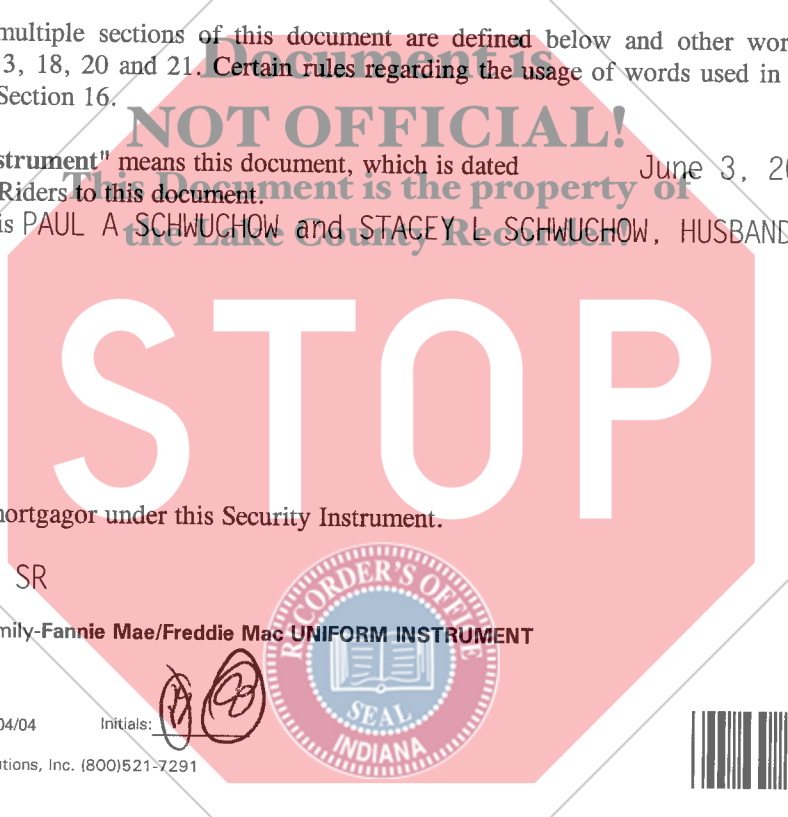 multiple sections of this document are defined below and other wor
Document is
3, 18, 20 and 21. Certain rules regarding the usage of words used in
Section 16.
NOT OFFICIAL!
strument" means this document, which is dated June 3, 20
This Document is the property of
Riders to this document.
is PAUL A SCHWUCHOW and STACEY L SCHWUCHOW, HUSBAND
the Lake County Recorder!
STOP
mortgagor under this Security Instrument.
SR
RECORDER'S OFFICE
mily-Fannie Mae/Freddie Mac UNIFORM INSTRUMENT
SEAL
04/04 Initials:
INDIANA
utions, Inc. (800)521-7291